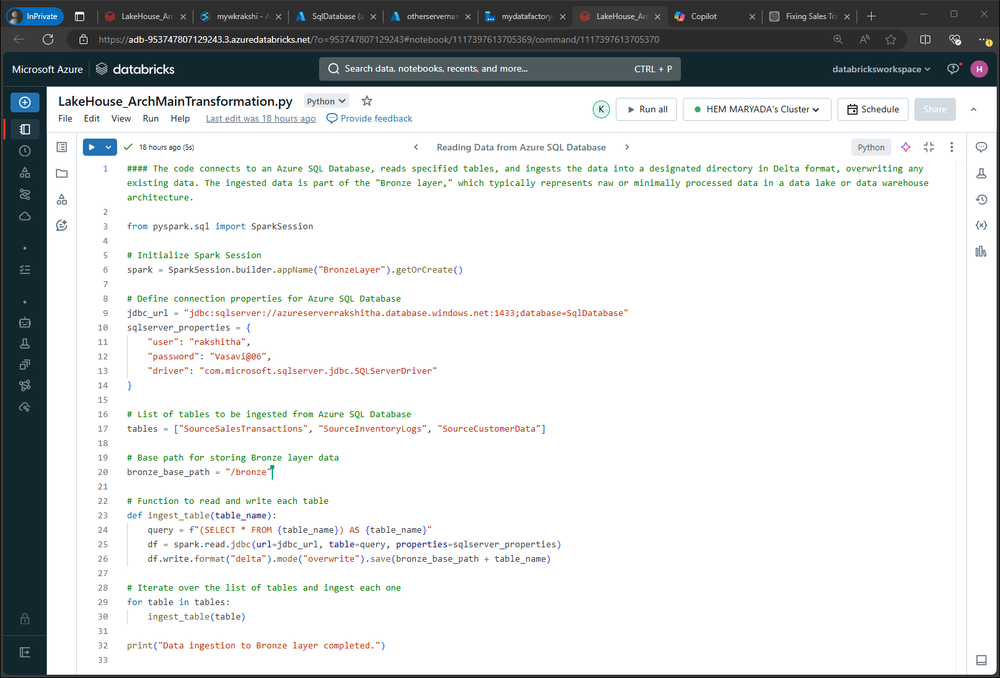 InPrivate
LakeHouse_Arc
mywkrakshi - A
SqlDatabase (a
otherservernam
mydatafactory
LakeHouse_Arc
Copilot
Fixing Sales Tra
https://adb-953747807129243.3.azuredatabricks.net/?o=953747807129243#notebook/1117397613705369/command/1117397613705370
Microsoft Azure databricks
Search data, notebooks, recents, and more... CTRL + P
databricksworkspace
H
LakeHouse_ArchMainTransformation.py Python
File Edit View Run Help Last edit was 18 hours ago Provide feedback
K Run all HEM MARYADA's Cluster Schedule Share
18 hours ago (5s) Reading Data from Azure SQL Database Python
1 #### The code connects to an Azure SQL Database, reads specified tables, and ingests the data into a designated directory in Delta format, overwriting any
existing data. The ingested data is part of the "Bronze layer," which typically represents raw or minimally processed data in a data lake or data warehouse
architecture.
2
3 from pyspark.sql import SparkSession
4
5 # Initialize Spark Session
6 spark = SparkSession.builder.appName("BronzeLayer").getOrCreate()
7
8 # Define connection properties for Azure SQL Database
9 jdbc_url = "jdbc:sqlserver://azureserverrakshitha.database.windows.net:1433;database=SqlDatabase"
10 sqlserver_properties = {
11 "user": "rakshitha",
12 "password": "Vasavi@06",
13 "driver": "com.microsoft.sqlserver.jdbc.SQLServerDriver"
14 }
15
16 # List of tables to be ingested from Azure SQL Database
17 tables = ["SourceSalesTransactions", "SourceInventoryLogs", "SourceCustomerData"]
18
19 # Base path for storing Bronze layer data
20 bronze_base_path = "/bronze"
21
22 # Function to read and write each table
23 def ingest_table(table_name):
24 query = f"(SELECT * FROM {table_name}) AS {table_name}"
25 df = spark.read.jdbc(url=jdbc_url, table=query, properties=sqlserver_properties)
26 df.write.format("delta").mode("overwrite").save(bronze_base_path + table_name)
27
28 # Iterate over the list of tables and ingest each one
29 for table in tables:
30 ingest_table(table)
31
32 print("Data ingestion to Bronze layer completed.")
33